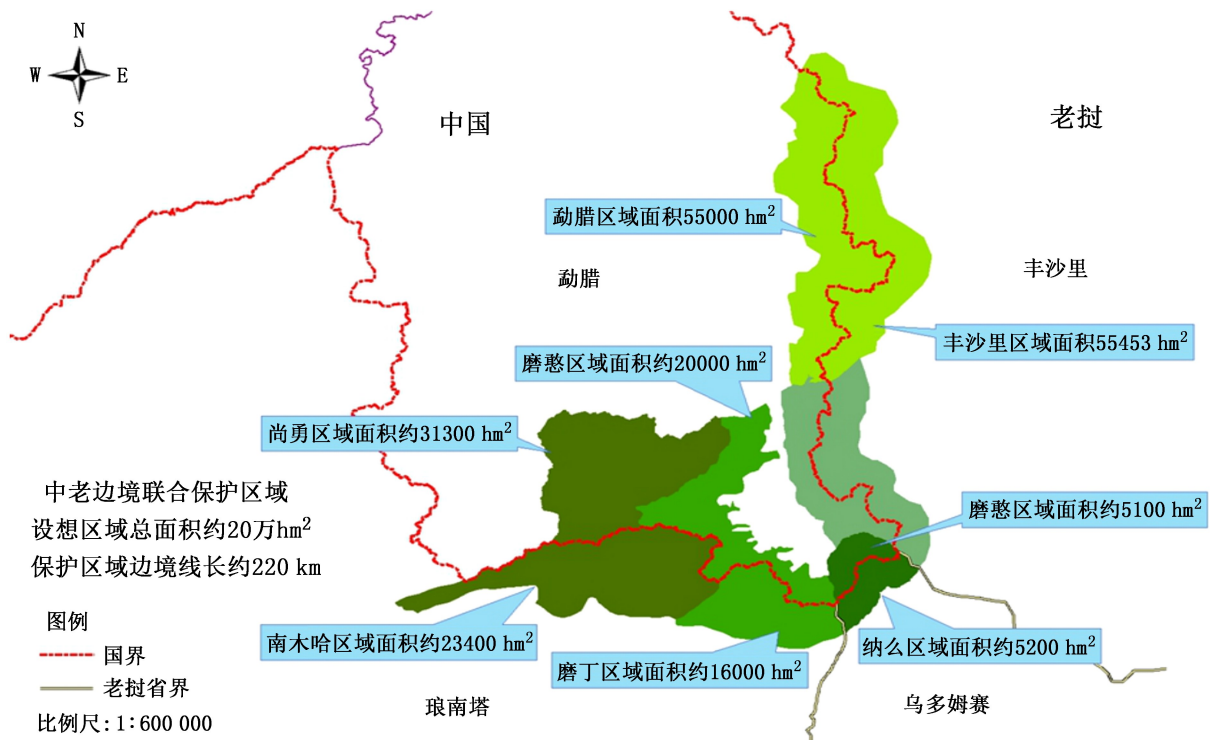 N
W E
S
中国
老挝
勐腊区域面积55000 hm²
勐腊
丰沙里
丰沙里区域面积55453 hm²
磨憨区域面积约20000 hm²
尚勇区域面积约31300 hm²
中老边境联合保护区域
设想区域总面积约20万hm²
保护区域边境线长约220 km
磨憨区域面积约5100 hm²
图例
国界
老挝省界
比例尺:1∶600 000
南木哈区域面积约23400 hm²
磨丁区域面积约16000 hm²
纳么区域面积约5200 hm²
琅南塔
乌多姆赛